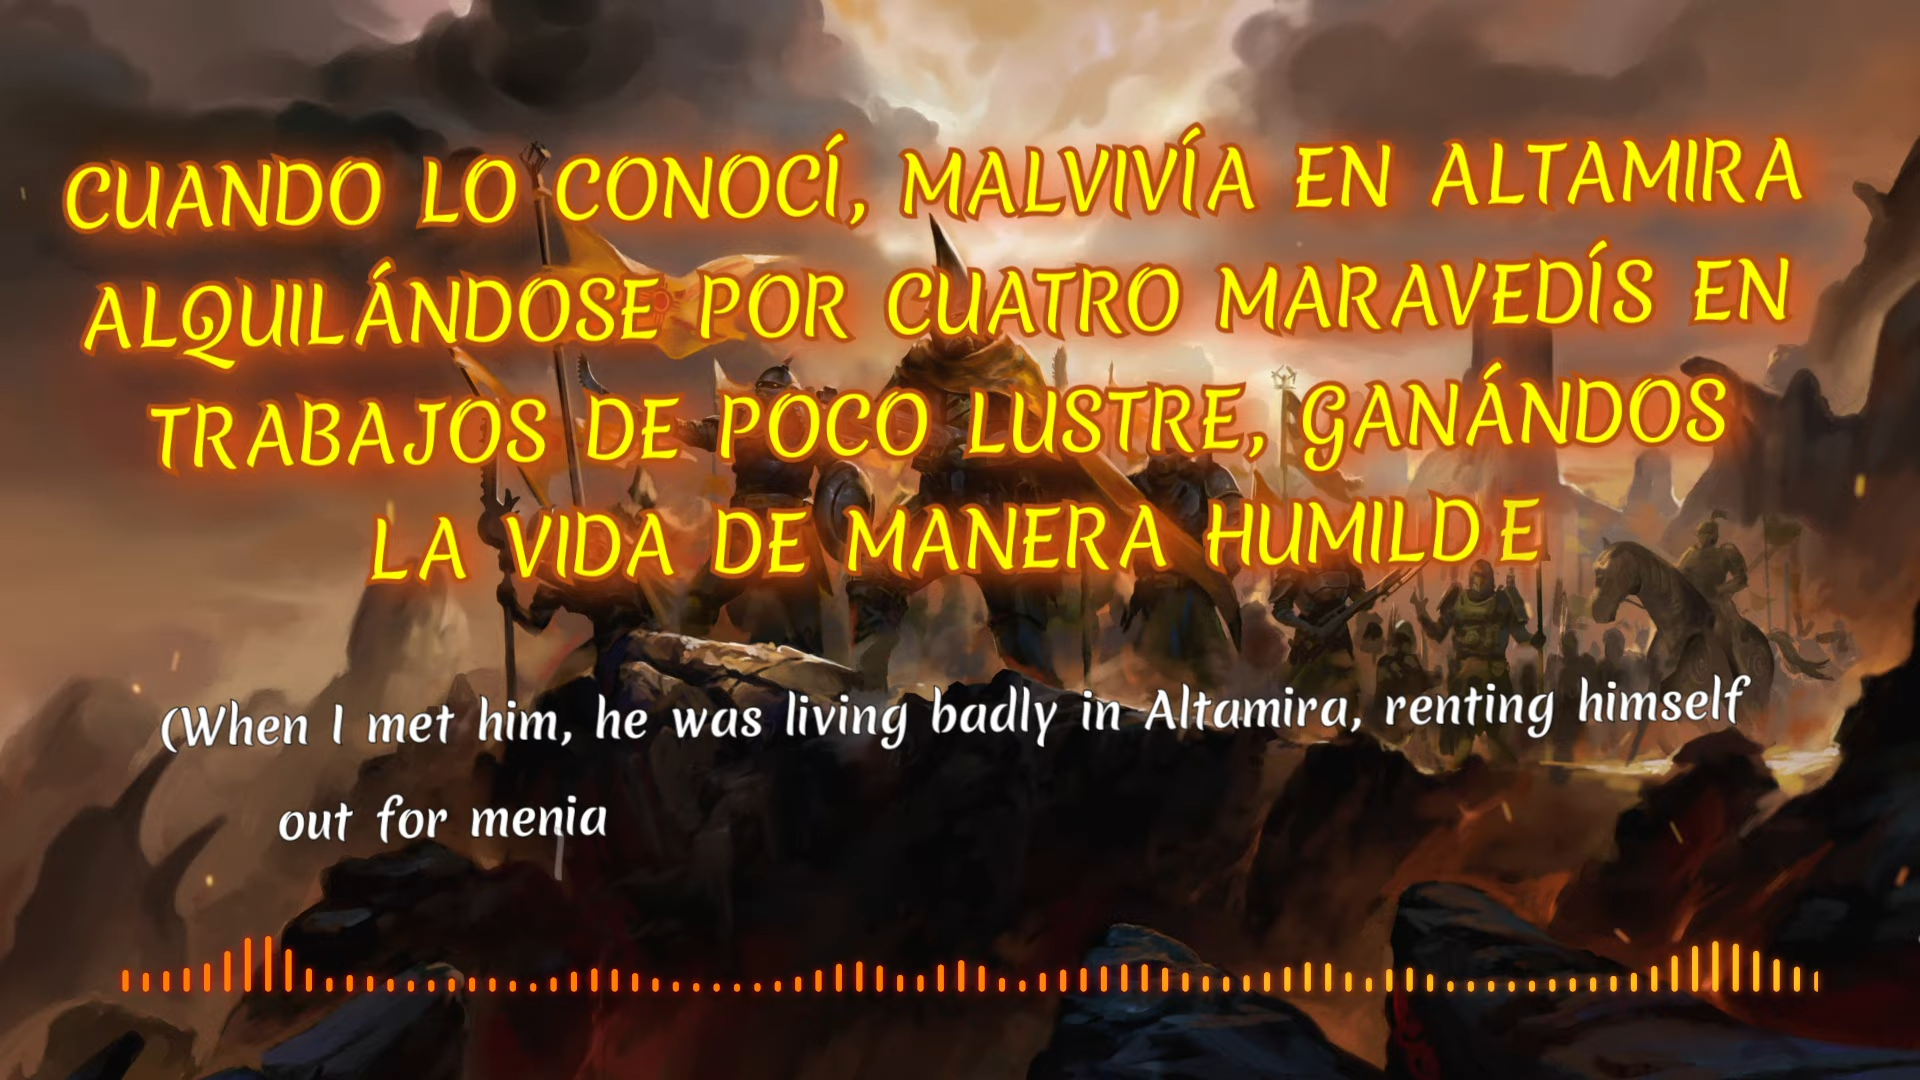 CUANDO LO CONOCÍ, MALVIVÍA EN ALTAMIRA
ALQUILÁNDOSE POR CUATRO MARAVEDÍS EN
TRABAJOS DE POCO LUSTRE, GANÁNDOS
LA VIDA DE MANERA HUMILDE
(When I met him, he was living badly in Altamira, renting himself
out for menia